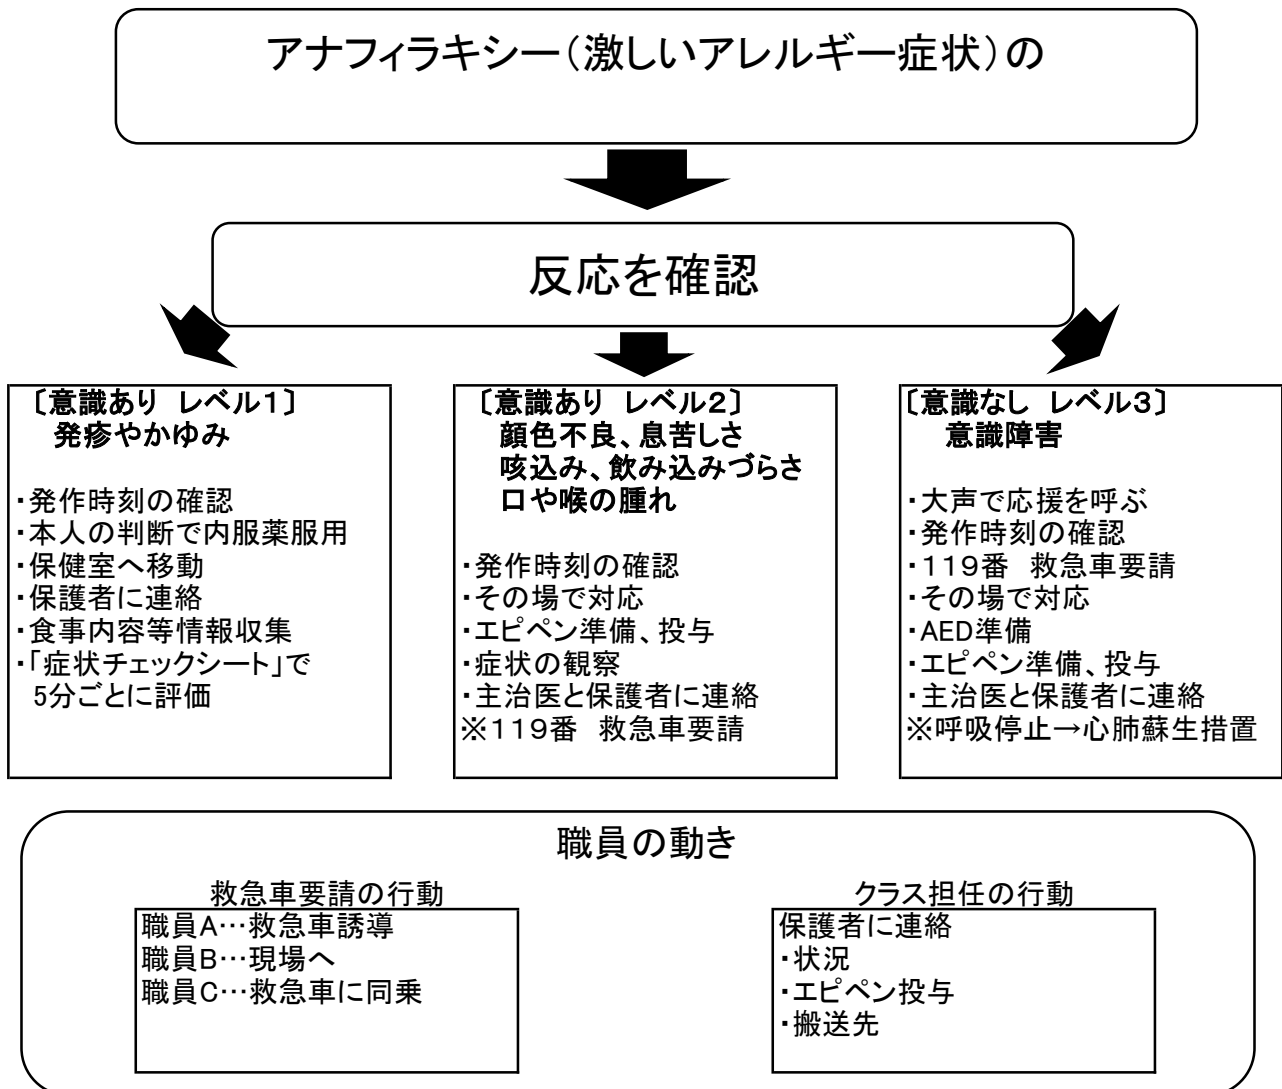 アナフィラキシー（激しいアレルギー症状）の
反応を確認
〔意識あり　レベル１〕
発疹やかゆみ
・発作時刻の確認
・本人の判断で内服薬服用
・保健室へ移動
・保護者に連絡
・食事内容等情報収集
・「症状チェックシート」で
5分ごとに評価
〔意識あり　レベル２〕
顔色不良、息苦しさ
咳込み、飲み込みづらさ
口や喉の腫れ
・発作時刻の確認
・その場で対応
・エピペン準備、投与
・症状の観察
・主治医と保護者に連絡
※１１９番　救急車要請
〔意識なし　レベル３〕
意識障害
・大声で応援を呼ぶ
・発作時刻の確認
・１１９番　救急車要請
・その場で対応
・AED準備
・エピペン準備、投与
・主治医と保護者に連絡
※呼吸停止→心肺蘇生措置
職員の動き
救急車要請の行動
職員A…救急車誘導
職員B…現場へ
職員C…救急車に同乗
クラス担任の行動
保護者に連絡
・状況
・エピペン投与
・搬送先